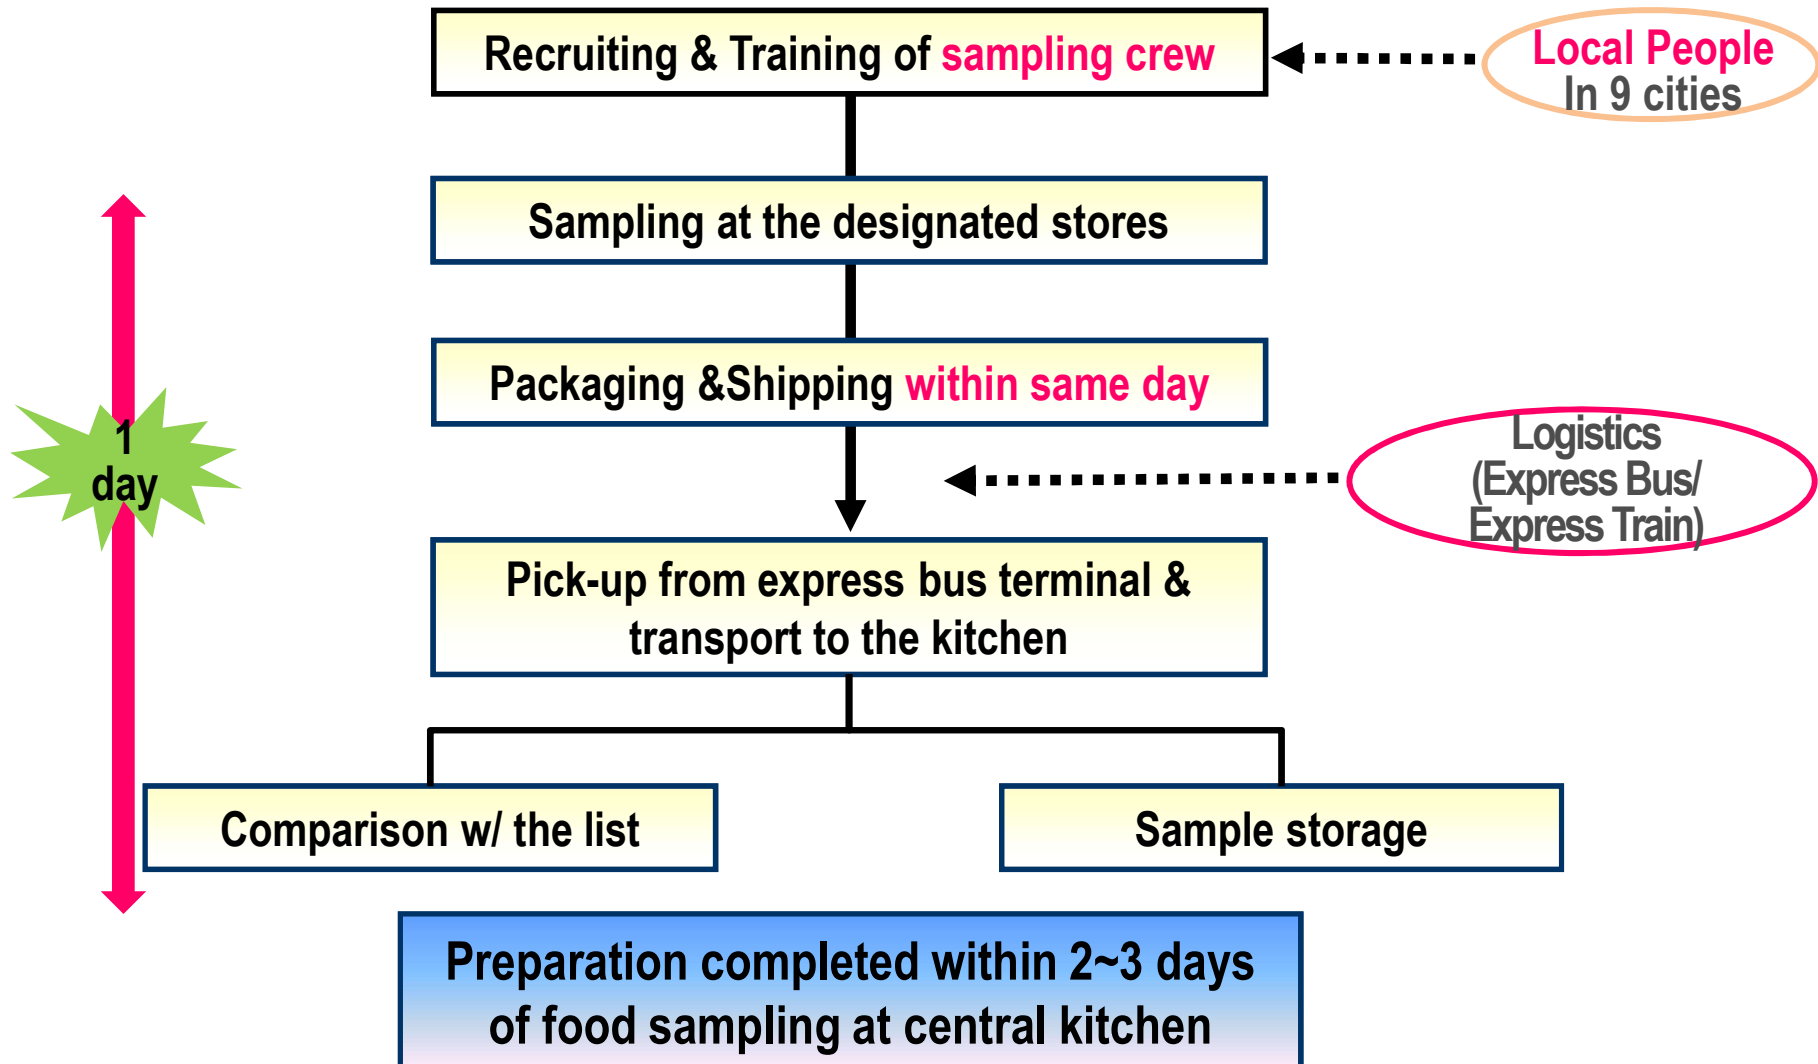 Recruiting & Training of sampling crew
Local People
In 9 cities
Sampling at the designated stores
Packaging &Shipping within same day
1
day
Logistics
(Express Bus/
Express Train)
Pick-up from express bus terminal &
transport to the kitchen
Comparison w/ the list
Sample storage
Preparation completed within 2~3 days
of food sampling at central kitchen